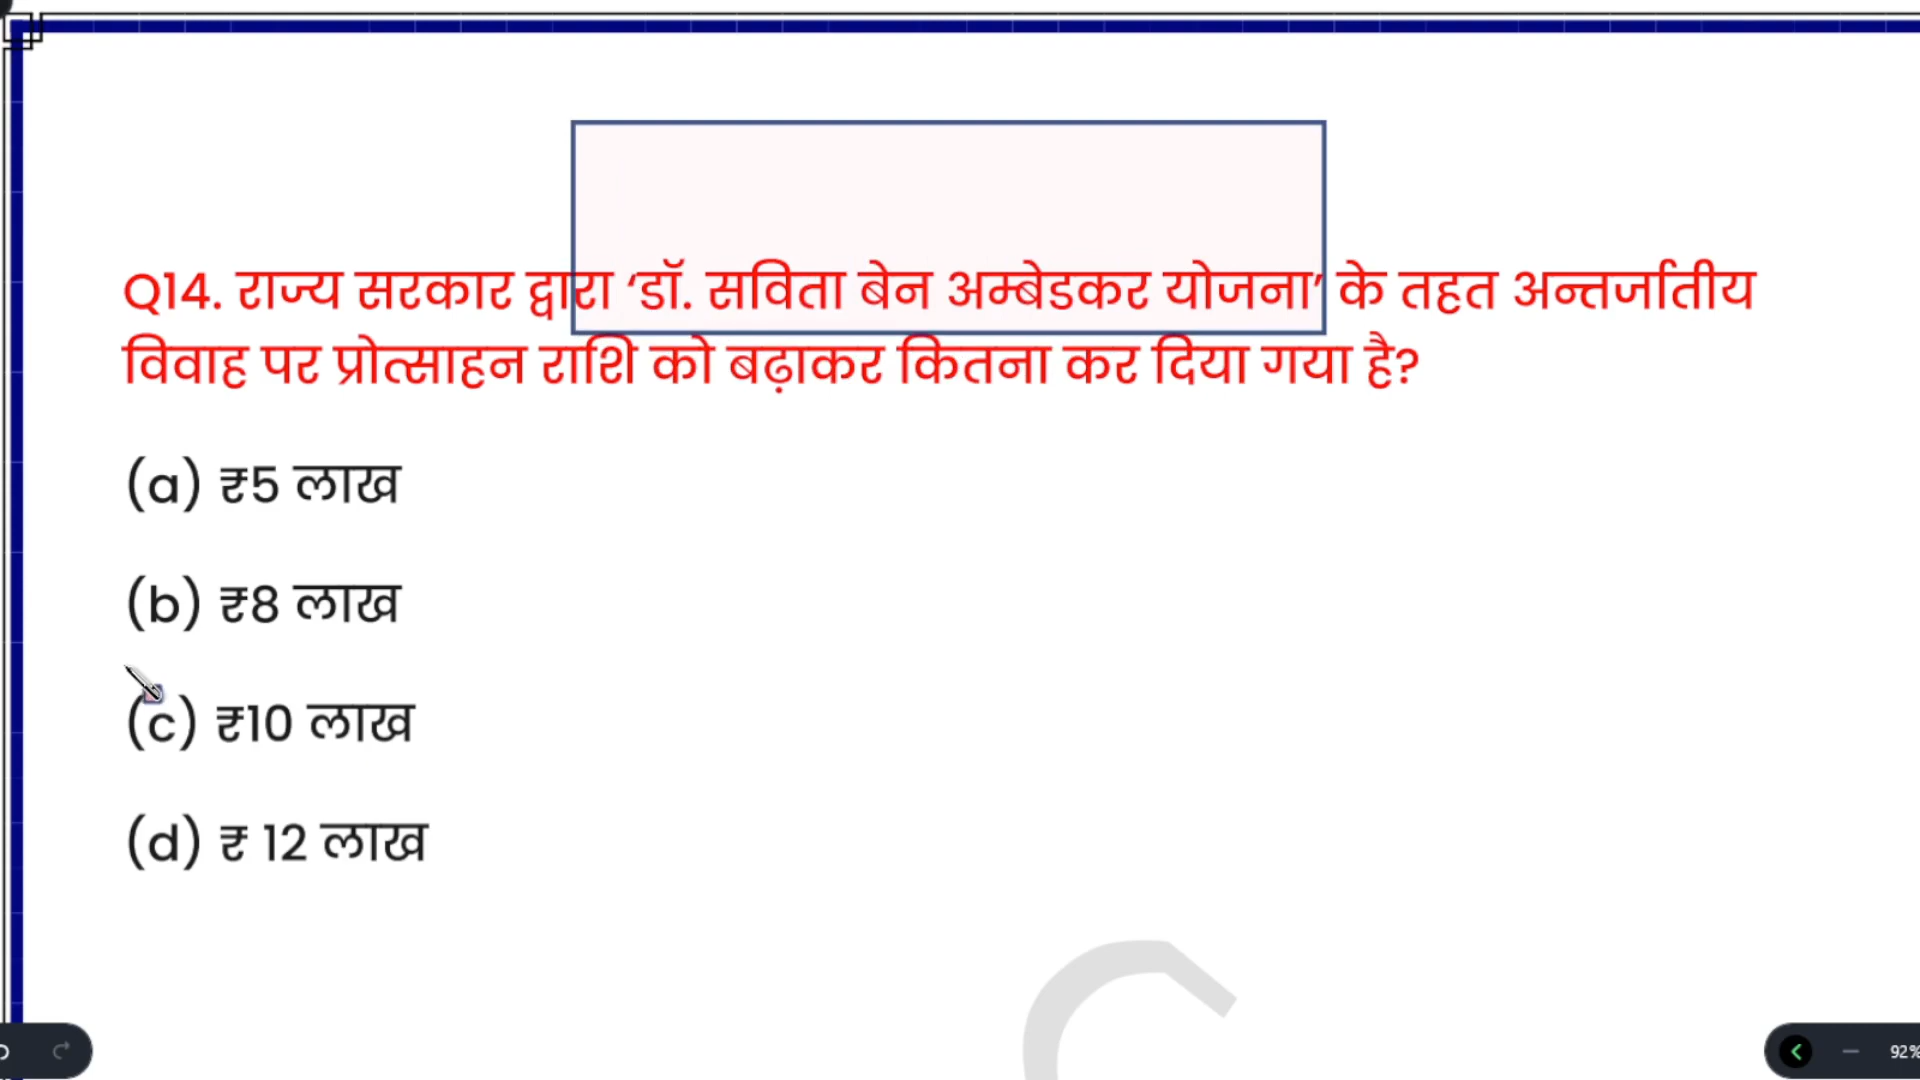 Q14. राज्य सरकार द्वारा ‘डॉ. सविता बेन अम्बेडकर योजना’ के तहत अन्तर्जातीय
विवाह पर प्रोत्साहन राशि को बढ़ाकर कितना कर दिया गया है?
(a) ₹5 लाख
(b) ₹8 लाख
(c) ₹10 लाख
(d) ₹ 12 लाख
92%